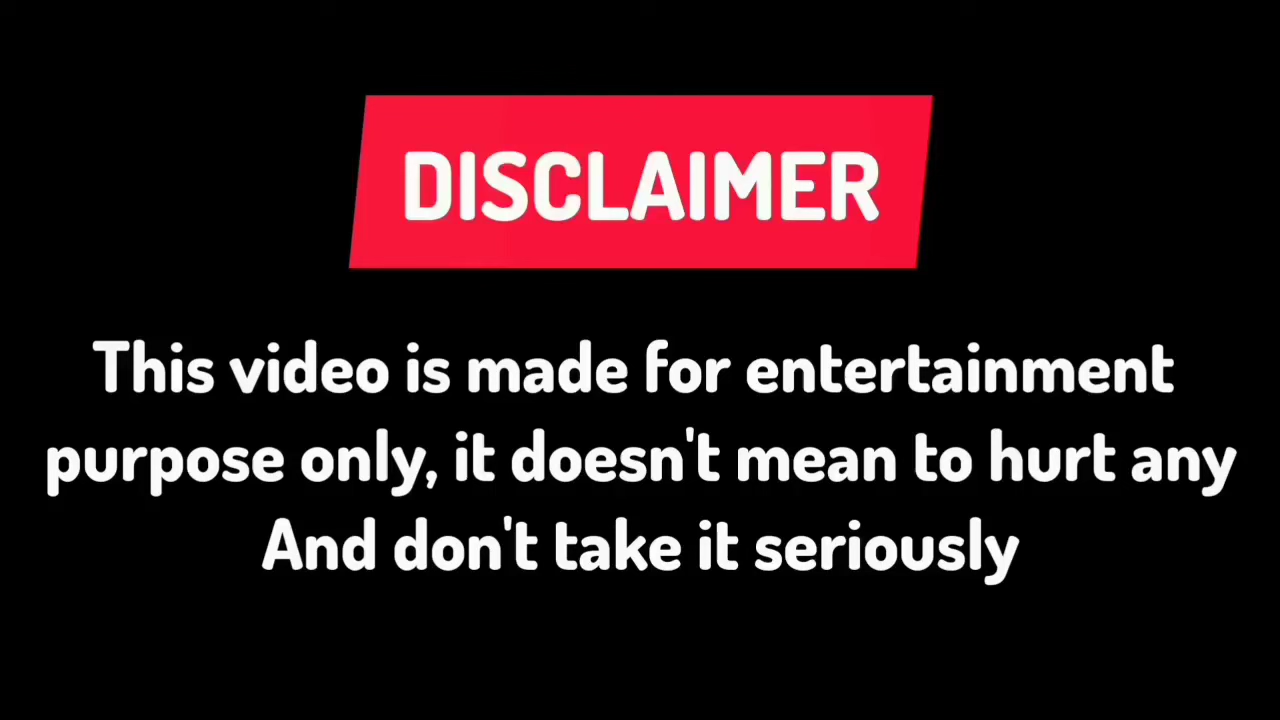 DISCLAIMER
This video is made for entertainment
purpose only, it doesn't mean to hurt any
And don't take it seriously